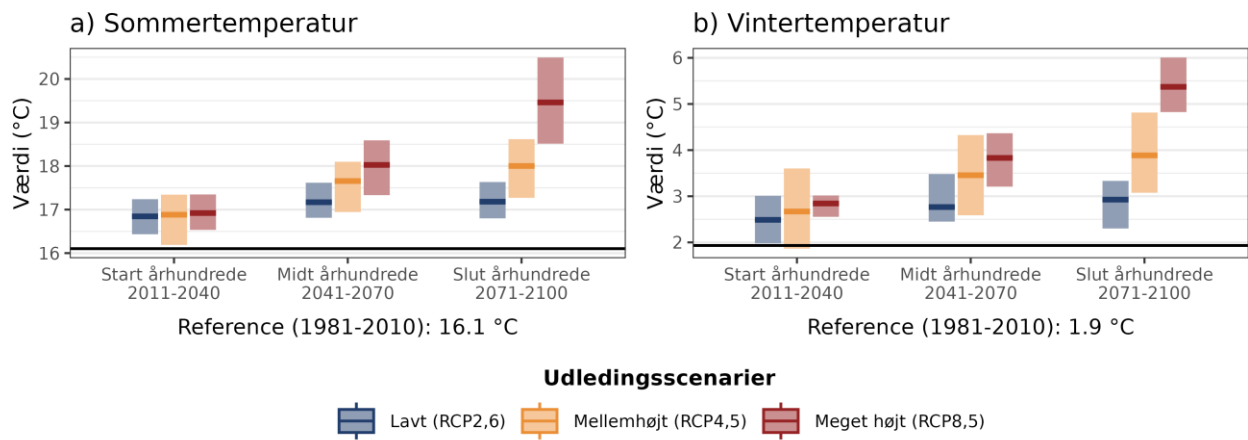 a) Sommertemperatur
Værdi (°C)
20
19
18
17
16
Start århundrede
2011-2040
Midt århundrede
2041-2070
Slut århundrede
2071-2100
Reference (1981-2010): 16.1 °C
b) Vintertemperatur
Værdi (°C)
6
5
4
3
2
Start århundrede
2011-2040
Midt århundrede
2041-2070
Slut århundrede
2071-2100
Reference (1981-2010): 1.9 °C
Udledingsscenarier
Lavt (RCP2,6)
Mellemhøjt (RCP4,5)
Meget højt (RCP8,5)